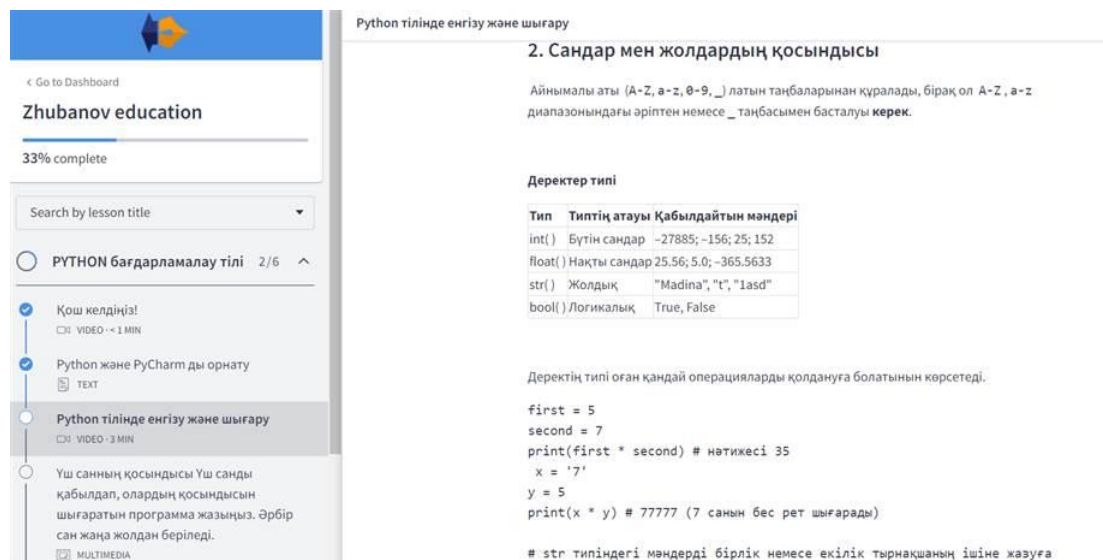 < Go to Dashboard
Zhubanov education
33% complete
Search by lesson title
PYTHON бағдарламалау тілі 2/6
Қош келдіңіз!
VIDEO · < 1 MIN
Python және PyCharm ды орнату
TEXT
Python тілінде енгізу және шығару
VIDEO · 3 MIN
Үш санның қосындысы Үш санды
қабылдап, олардың қосындысын
шығаратын программа жазыңыз. Әрбір
сан жаңа жолдан беріледі.
MULTIMEDIA
Python тілінде енгізу және шығару
2. Сандар мен жолдардың қосындысы
Айнымалы аты (A-Z, a-z, 0-9, _) латын таңбаларынан құралады, бірақ ол A-Z , a-z
диапазонындағы әріптен немесе _ таңбасымен басталуы керек.
Деректер типі
Тип Типтің атауы Қабылдайтын мәндері
int( ) Бүтін сандар –27885; –156; 25; 152
float( ) Нақты сандар 25.56; 5.0; –365.5633
str( ) Жолдық "Madina", "t", "1asd"
bool( ) Логикалық True, False
Деректің типі оған қандай операцияларды қолдануға болатынын көрсетеді.
first = 5
second = 7
print(first * second) # нәтижесі 35
x = '7'
y = 5
print(x * y) # 77777 (7 санын бес рет шығарады)
# str типіндегі мәндерді бірлік немесе екілік тырнақшаның ішіне жазуға